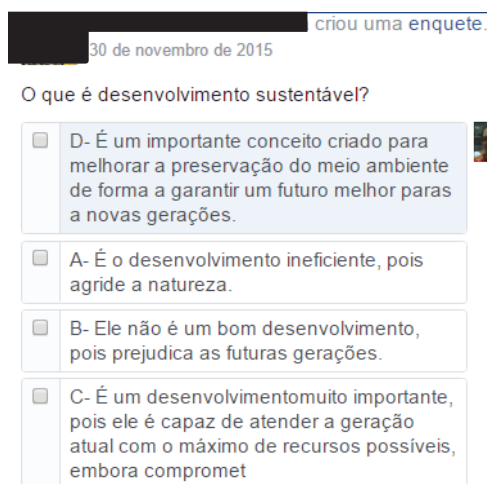 criou uma enquete.
30 de novembro de 2015
O que é desenvolvimento sustentável?
D- É um importante conceito criado para
melhorar a preservação do meio ambiente
de forma a garantir um futuro melhor paras
a novas gerações.
A- É o desenvolvimento ineficiente, pois
agride a natureza.
B- Ele não é um bom desenvolvimento,
pois prejudica as futuras gerações.
C- É um desenvolvimentomuito importante,
pois ele é capaz de atender a geração
atual com o máximo de recursos possíveis,
embora compromet